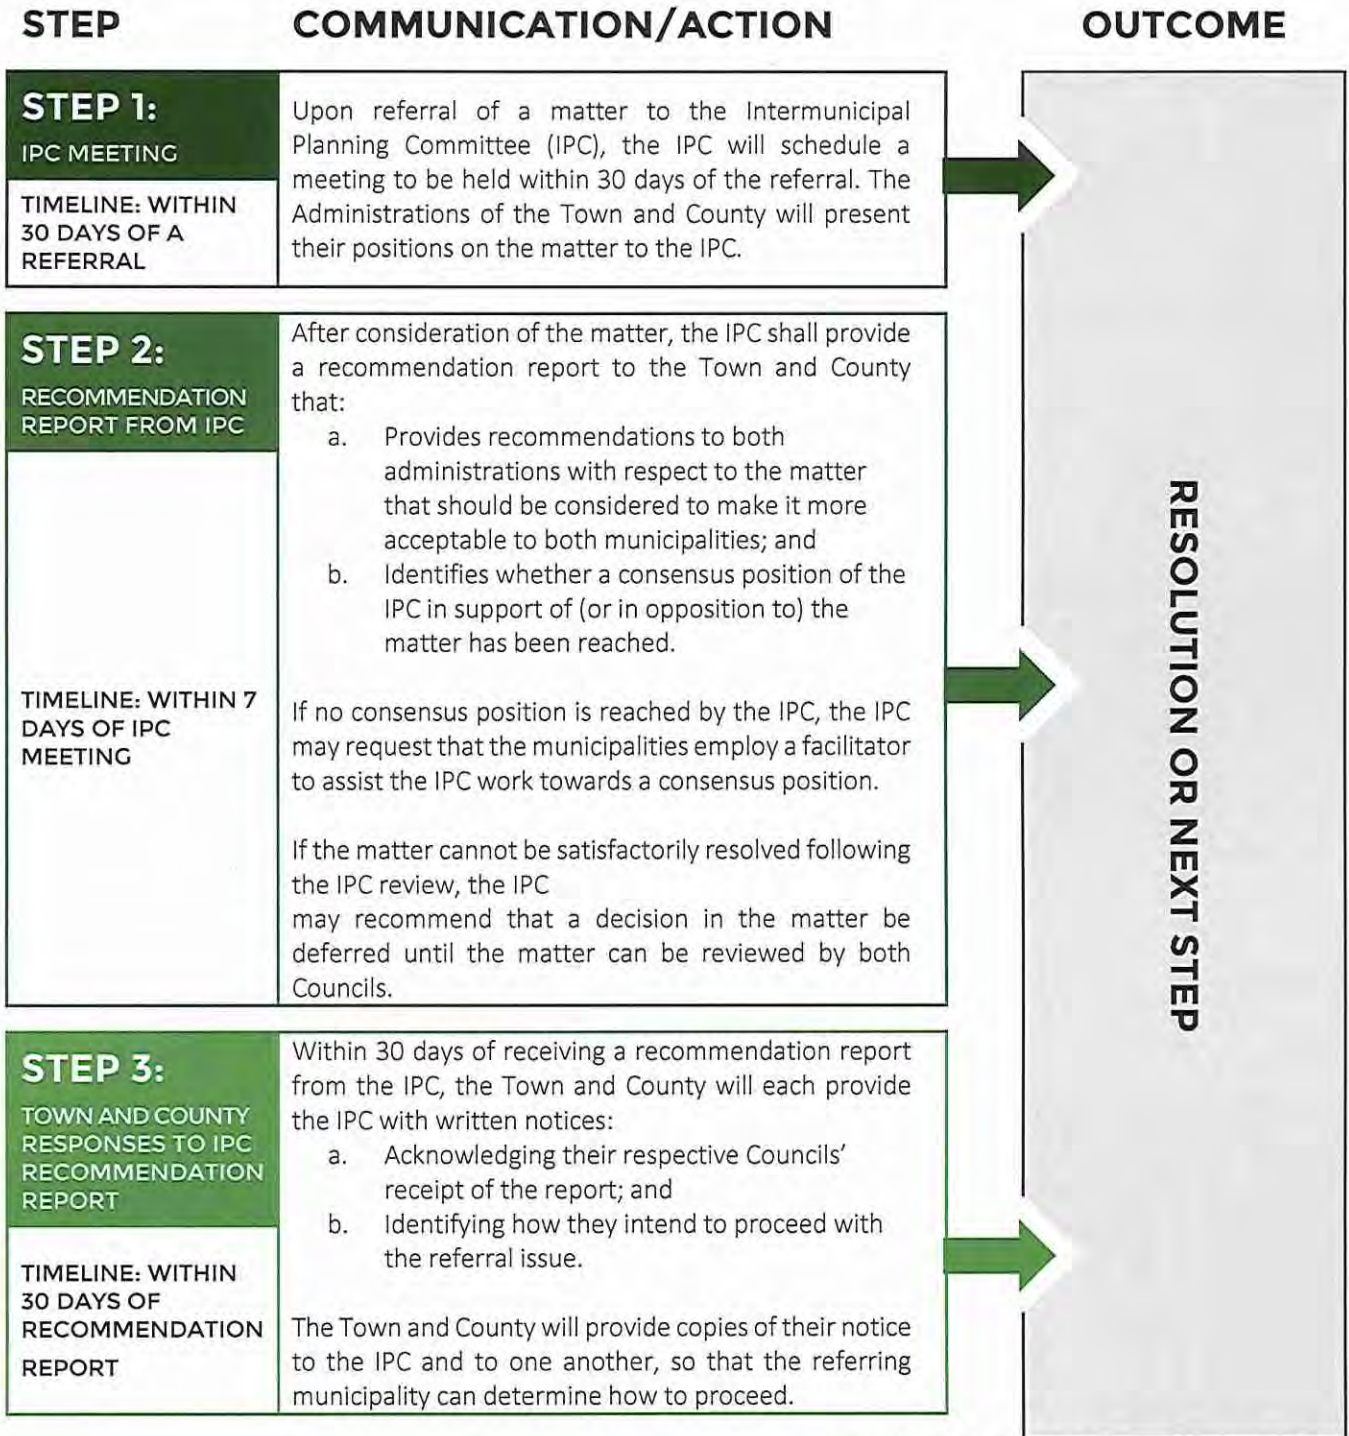 STEP
COMMUNICATION/ACTION
OUTCOME
STEP 1:
IPC MEETING
TIMELINE: WITHIN
30 DAYS OF A
REFERRAL
Upon referral of a matter to the Intermunicipal
Planning Committee (IPC), the IPC will schedule a
meeting to be held within 30 days of the referral. The
Administrations of the Town and County will present
their positions on the matter to the IPC.
STEP 2:
RECOMMENDATION
REPORT FROM IPC
TIMELINE: WITHIN 7
DAYS OF IPC
MEETING
After consideration of the matter, the IPC shall provide
a recommendation report to the Town and County
that:
a. Provides recommendations to both
administrations with respect to the matter
that should be considered to make it more
acceptable to both municipalities; and
b. Identifies whether a consensus position of the
IPC in support of (or in opposition to) the
matter has been reached.
If no consensus position is reached by the IPC, the IPC
may request that the municipalities employ a facilitator
to assist the IPC work towards a consensus position.
If the matter cannot be satisfactorily resolved following
the IPC review, the IPC
may recommend that a decision in the matter be
deferred until the matter can be reviewed by both
Councils.
STEP 3:
TOWN AND COUNTY
RESPONSES TO IPC
RECOMMENDATION
REPORT
TIMELINE: WITHIN
30 DAYS OF
RECOMMENDATION
REPORT
Within 30 days of receiving a recommendation report
from the IPC, the Town and County will each provide
the IPC with written notices:
a. Acknowledging their respective Councils'
receipt of the report; and
b. Identifying how they intend to proceed with
the referral issue.
The Town and County will provide copies of their notice
to the IPC and to one another, so that the referring
municipality can determine how to proceed.
RESOLUTION OR NEXT STEP